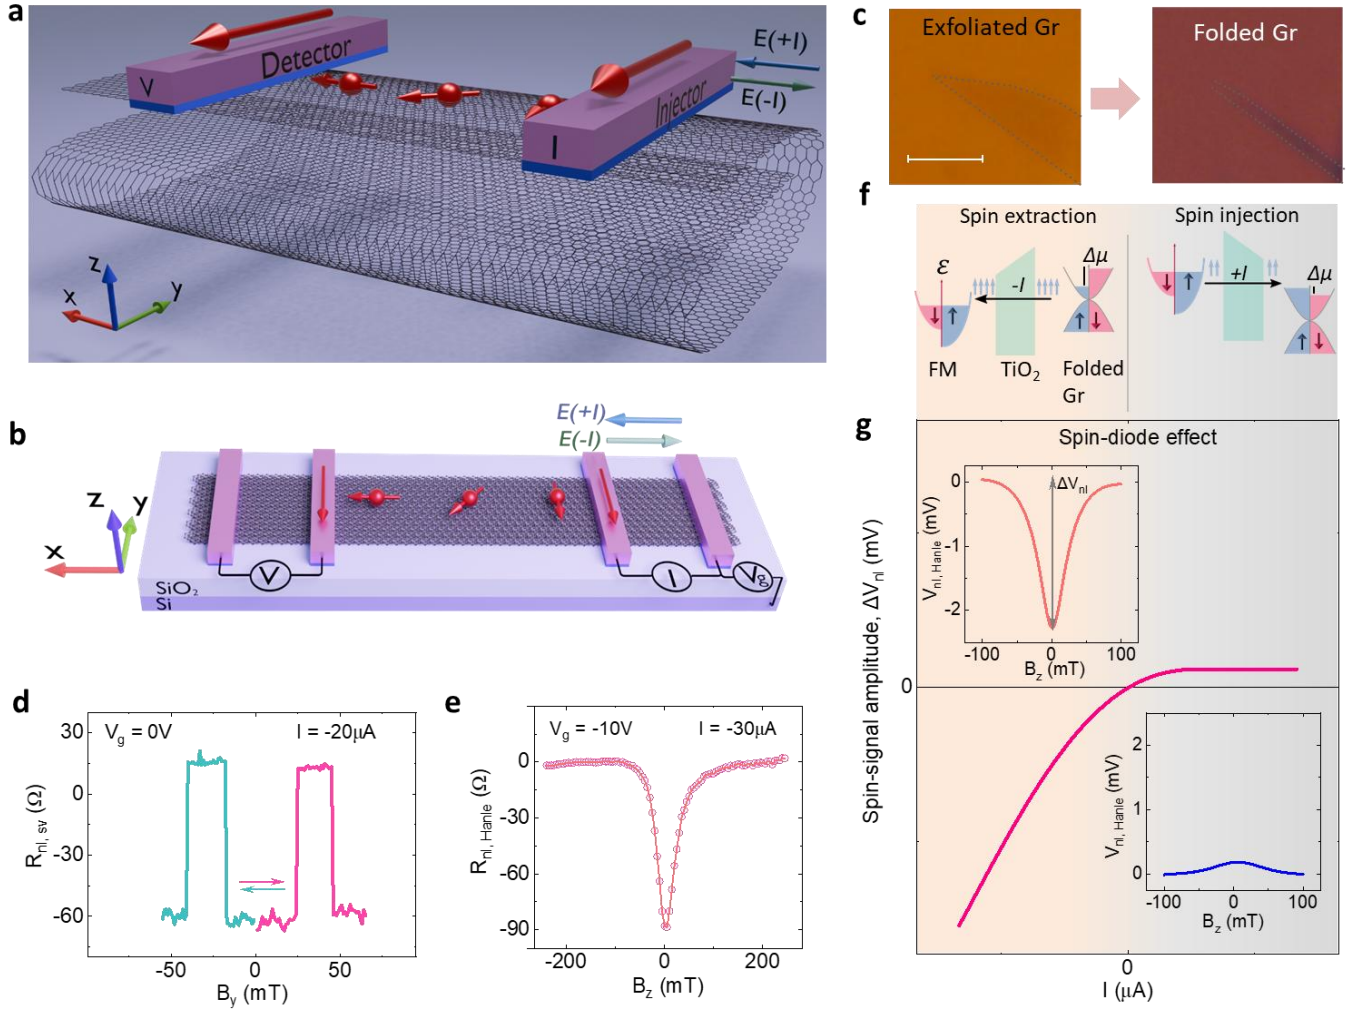 a
Detector
V
Injector
I
E(+I)
E(-I)
z
x
y
b
E(+I)
E(-I)
z
y
x
V
I
Vg
SiO₂
Si
c
Exfoliated Gr
Folded Gr
d
Vg = 0V
I = -20μA
30
0
-30
-60
Rnl, sv (Ω)
-50
0
50
By (mT)
e
Vg = -10V
I = -30μA
0
-30
-60
-90
Rnl, Hanle (Ω)
-200
0
200
Bz (mT)
f
Spin extraction
Spin injection
ε
-I
Δμ
+I
Δμ
FM
TiO₂
Folded
Gr
g
Spin-diode effect
Spin-signal amplitude, ΔVnl (mV)
0
0
I (μA)
ΔVnl
0
-1
-2
Vnl, Hanle (mV)
-100
0
100
Bz (mT)
2
1
0
Vnl, Hanle (mV)
-100
0
100
Bz (mT)